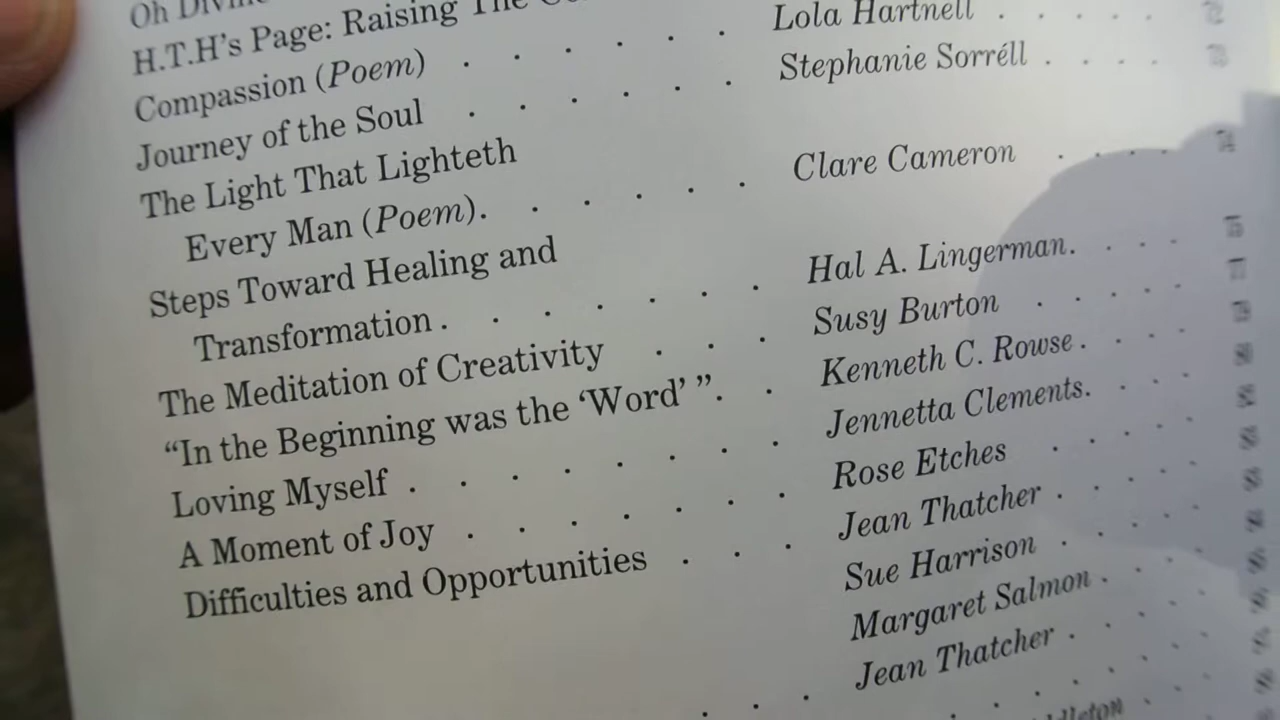 Oh
H.T.H's Page: Raising The
Compassion (Poem) . . . . . . Lola Hartnell . . . . .
Journey of the Soul . . . . . . Stephanie Sorréll . . . .
The Light That Lighteth
Every Man (Poem). . . . . . Clare Cameron . . . .
Steps Toward Healing and
Transformation . . . . . . . Hal A. Lingerman. . . .
The Meditation of Creativity . . . Susy Burton . . . . .
“In the Beginning was the ‘Word’ ”. . Kenneth C. Rowse . . . .
Loving Myself . . . . . . . . Jennetta Clements. . . .
A Moment of Joy . . . . . . . Rose Etches . . . . .
Difficulties and Opportunities . . . Jean Thatcher . . . .
Sue Harrison . . . .
Margaret Salmon . . . .
. . . Jean Thatcher . . . .